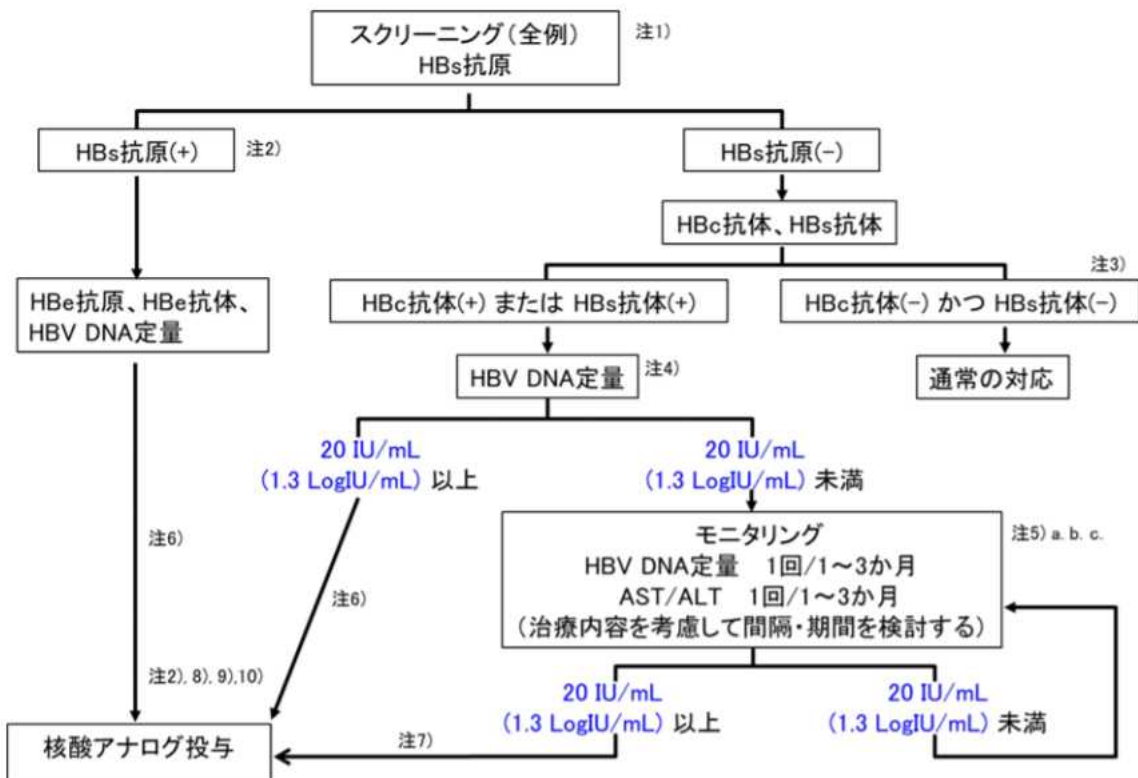 スクリーニング(全例)
HBs抗原
注1)
HBs抗原(+)
注2)
HBs抗原(-)
HBc抗体、HBs抗体
注3)
HBe抗原、HBe抗体、
HBV DNA定量
HBc抗体(+) または HBs抗体(+)
HBc抗体(-) かつ HBs抗体(-)
HBV DNA定量
注4)
通常の対応
20 IU/mL
(1.3 LogIU/mL) 以上
20 IU/mL
(1.3 LogIU/mL) 未満
モニタリング
HBV DNA定量 1回/1～3か月
AST/ALT 1回/1～3か月
(治療内容を考慮して間隔・期間を検討する)
注5) a. b. c.
注6)
注6)
注2), 8), 9),10)
20 IU/mL
(1.3 LogIU/mL) 以上
20 IU/mL
(1.3 LogIU/mL) 未満
核酸アナログ投与
注7)